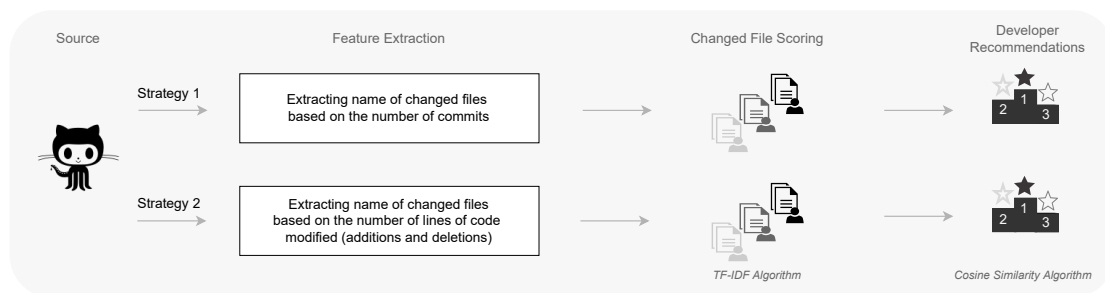 Source
Feature Extraction
Changed File Scoring
Developer
Recommendations
Strategy 1
Extracting name of changed files
based on the number of commits
2 1 3
Strategy 2
Extracting name of changed files
based on the number of lines of code
modified (additions and deletions)
2 1 3
TF-IDF Algorithm
Cosine Similarity Algorithm